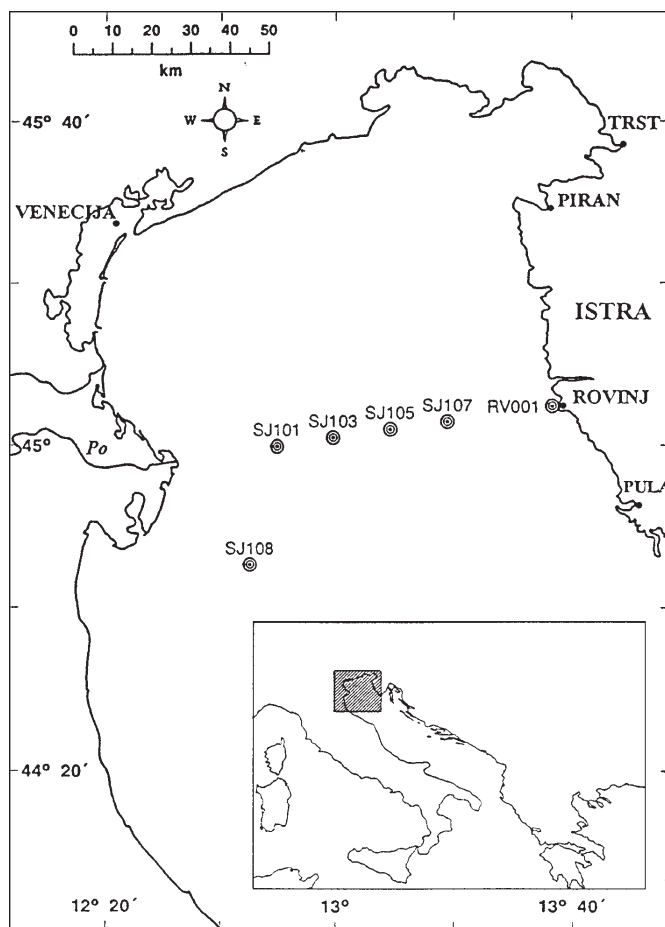 0 10 20 30 40 50
km
N
W E
S
45° 40´
TRST
VENECIJA
PIRAN
ISTRA
RV001
ROVINJ
SJ107
SJ105
SJ103
SJ101
45°
Po
PULA
SJ108
44° 20´
12° 20´ 13° 13° 40´